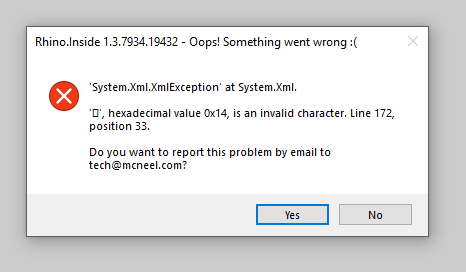 Rhino.Inside 1.3.7934.19432 - Oops! Something went wrong :(
'System.Xml.XmlException' at System.Xml.
'▯', hexadecimal value 0x14, is an invalid character. Line 172,
position 33.
Do you want to report this problem by email to
tech@mcneel.com?
Yes
No